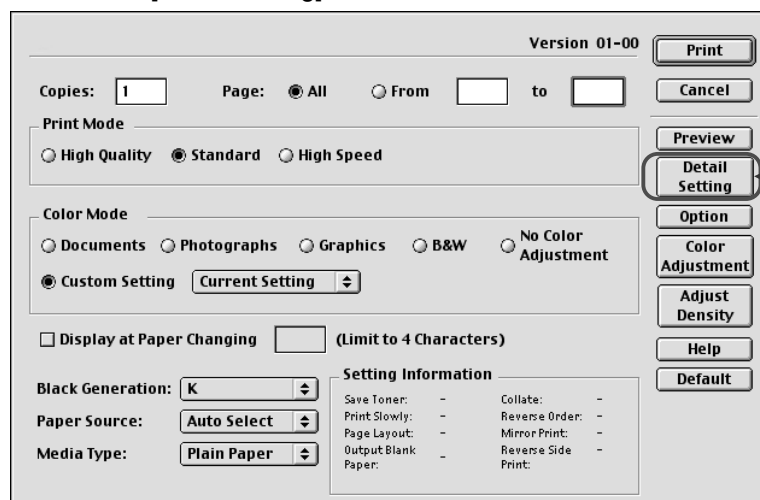 Version 01-00
Copies: 1 Page: All From to
Print Mode
High Quality Standard High Speed
Color Mode
Documents Photographs Graphics B&W No Color Adjustment
Custom Setting Current Setting
Display at Paper Changing (Limit to 4 Characters)
Black Generation: K
Paper Source: Auto Select
Media Type: Plain Paper
Setting Information
Save Toner: - Collate: -
Print Slowly: - Reverse Order: -
Page Layout: - Mirror Print: -
Output Blank Paper: - Reverse Side Print: -
Print
Cancel
Preview
Detail Setting
Option
Color Adjustment
Adjust Density
Help
Default